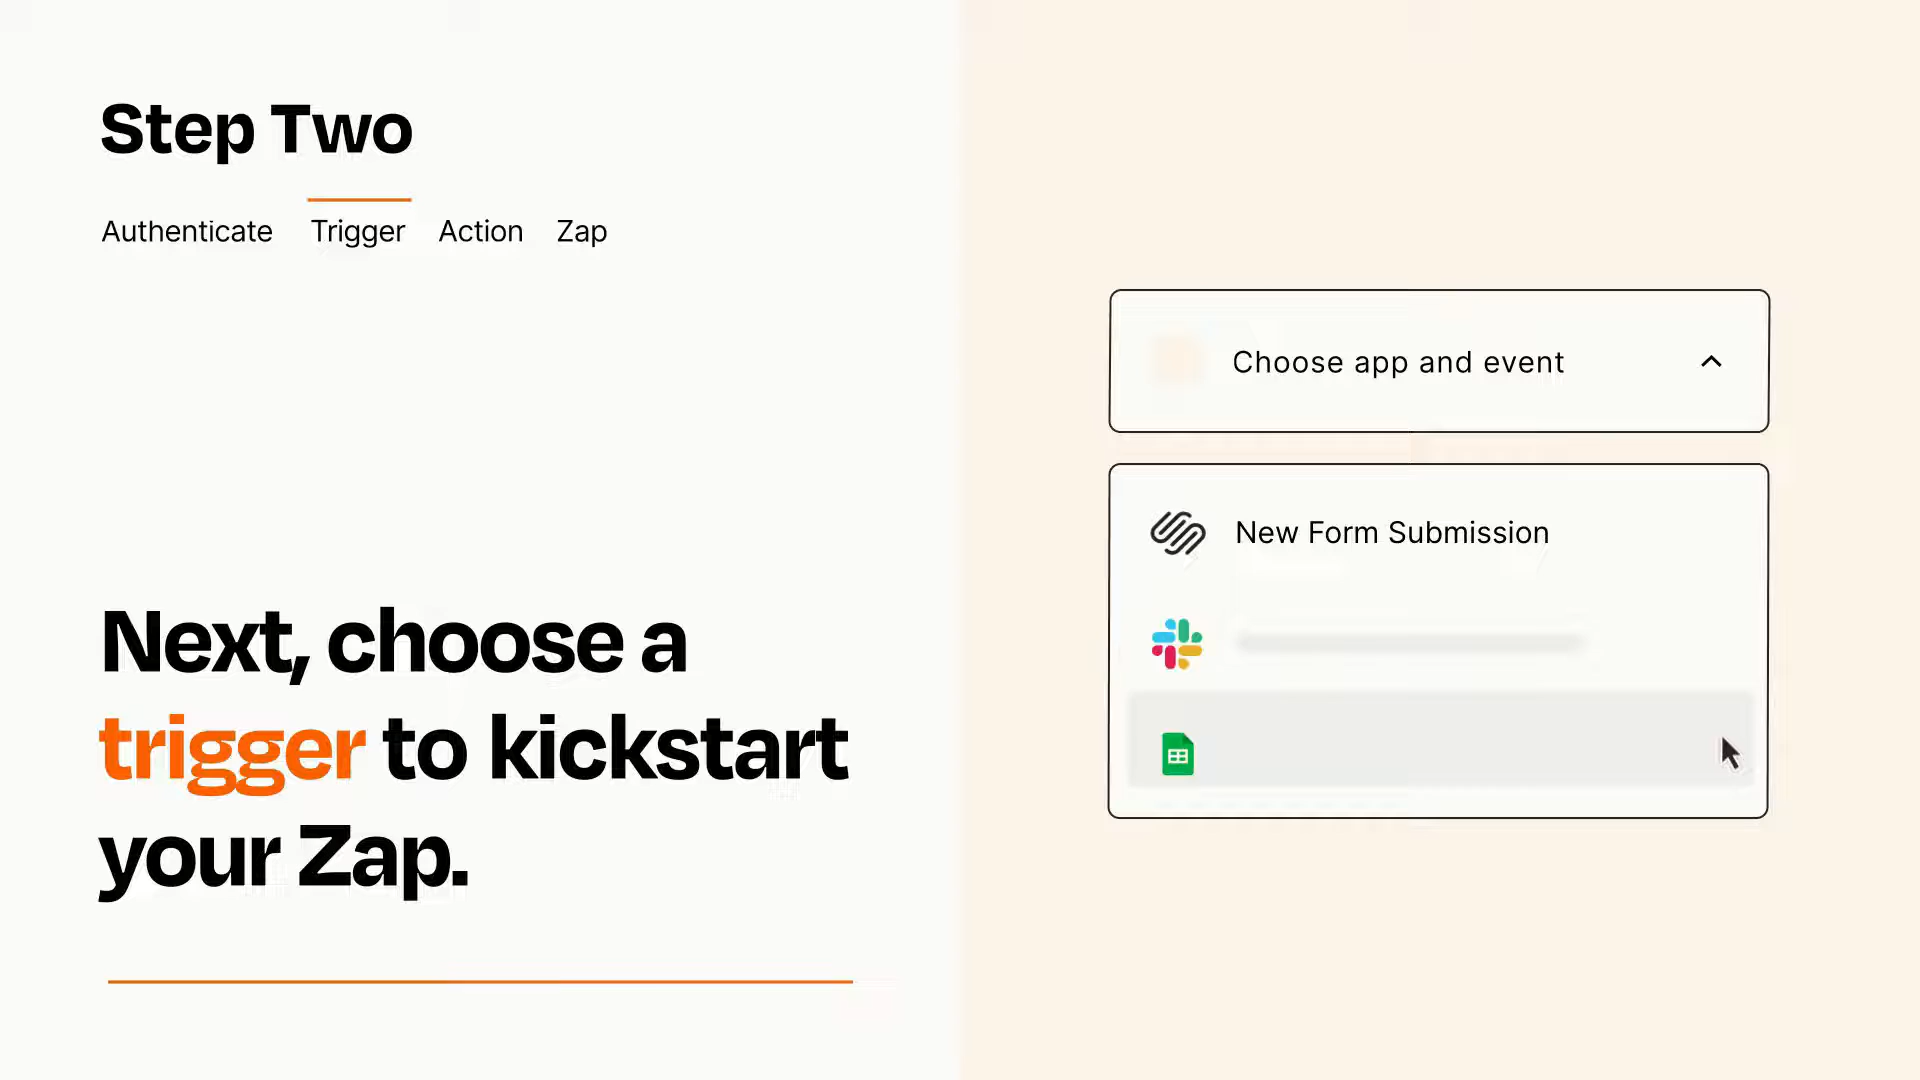 Step Two
Authenticate Trigger Action Zap
Next, choose a
trigger to kickstart
your Zap.
Choose app and event
New Form Submission